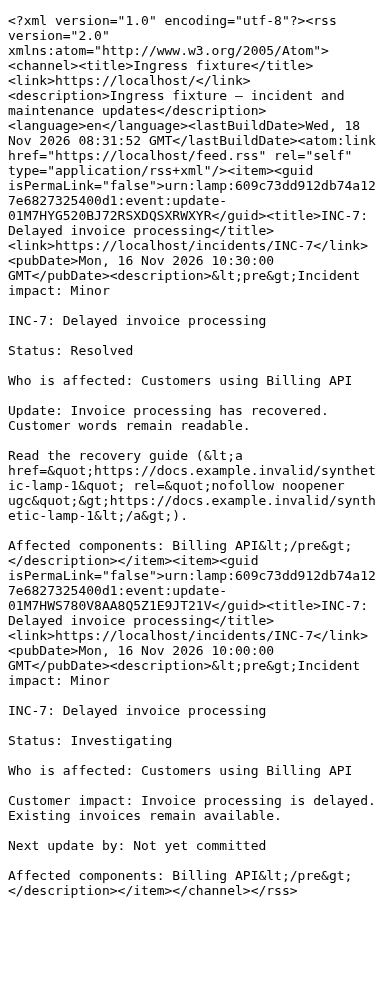 <?xml version="1.0" encoding="utf-8"?><rss
version="2.0"
xmlns:atom="http://www.w3.org/2005/Atom">
<channel><title>Ingress fixture</title>
<link>https://localhost/</link>
<description>Ingress fixture — incident and
maintenance updates</description>
<language>en</language><lastBuildDate>Wed, 18
Nov 2026 08:31:52 GMT</lastBuildDate><atom:link
href="https://localhost/feed.rss" rel="self"
type="application/rss+xml"/><item><guid
isPermaLink="false">urn:lamp:609c73dd912db74a12
7e6827325400d1:event:update-
01M7HYG520BJ72RSXDQSXRWXYR</guid><title>INC-7:
Delayed invoice processing</title>
<link>https://localhost/incidents/INC-7</link>
<pubDate>Mon, 16 Nov 2026 10:30:00
GMT</pubDate><description>&lt;pre&gt;Incident
impact: Minor

INC-7: Delayed invoice processing

Status: Resolved

Who is affected: Customers using Billing API

Update: Invoice processing has recovered.
Customer words remain readable.

Read the recovery guide (&lt;a
href=&quot;https://docs.example.invalid/synthet
ic-lamp-1&quot; rel=&quot;nofollow noopener
ugc&quot;&gt;https://docs.example.invalid/synth
etic-lamp-1&lt;/a&gt;).

Affected components: Billing API&lt;/pre&gt;
</description></item><item><guid
isPermaLink="false">urn:lamp:609c73dd912db74a12
7e6827325400d1:event:update-
01M7HWS780V8AA8Q5Z1E9JT21V</guid><title>INC-7:
Delayed invoice processing</title>
<link>https://localhost/incidents/INC-7</link>
<pubDate>Mon, 16 Nov 2026 10:00:00
GMT</pubDate><description>&lt;pre&gt;Incident
impact: Minor

INC-7: Delayed invoice processing

Status: Investigating

Who is affected: Customers using Billing API

Customer impact: Invoice processing is delayed.
Existing invoices remain available.

Next update by: Not yet committed

Affected components: Billing API&lt;/pre&gt;
</description></item></channel></rss>